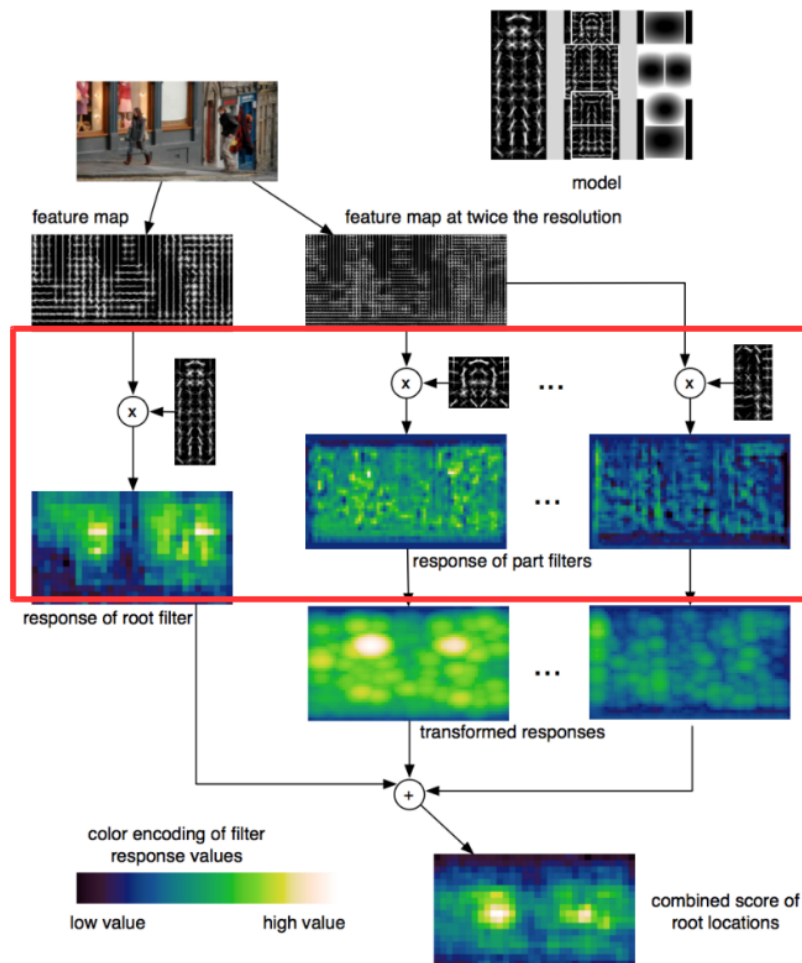 model
feature map
feature map at twice the resolution
x
x
...
x
...
response of part filters
response of root filter
...
transformed responses
+
color encoding of filter
response values
low value
high value
combined score of
root locations